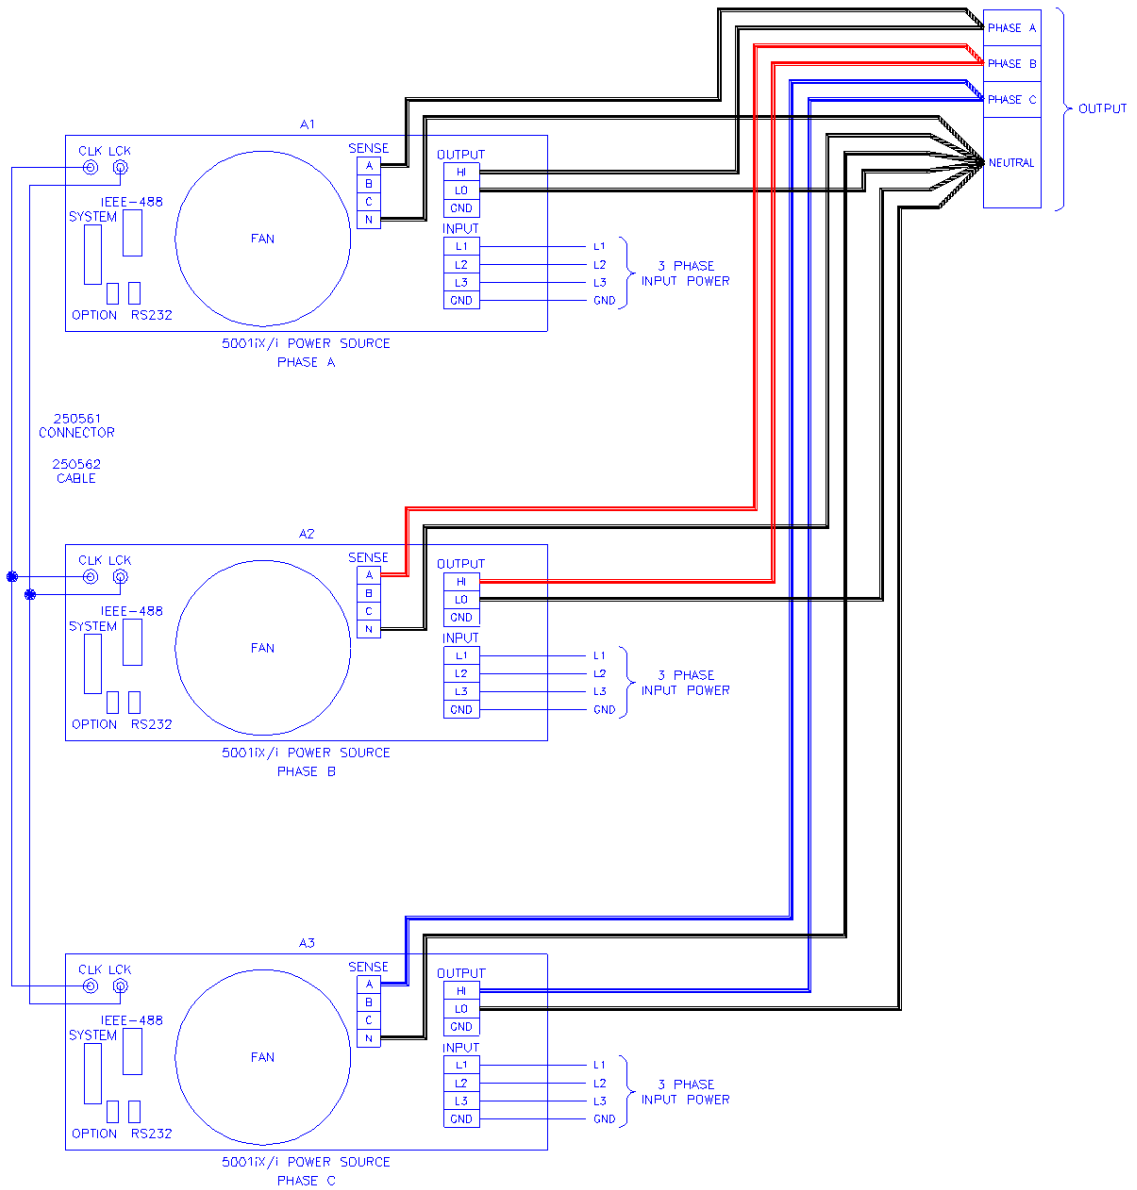 PHASE A
PHASE B
PHASE C
NEUTRAL
OUTPUT
A1
CLK LCK
SENSE
A
B
C
N
OUTPUT
HI
LO
GND
IEEE-488
SYSTEM
FAN
INPUT
L1
L2
L3
GND
L1
L2
L3
GND
3 PHASE
INPUT POWER
OPTION RS232
5001iX/i POWER SOURCE
PHASE A
250561
CONNECTOR
250562
CABLE
A2
CLK LCK
SENSE
A
B
C
N
OUTPUT
HI
LO
GND
IEEE-488
SYSTEM
FAN
INPUT
L1
L2
L3
GND
L1
L2
L3
GND
3 PHASE
INPUT POWER
OPTION RS232
5001iX/i POWER SOURCE
PHASE B
A3
CLK LCK
SENSE
A
B
C
N
OUTPUT
HI
LO
GND
IEEE-488
SYSTEM
FAN
INPUT
L1
L2
L3
GND
L1
L2
L3
GND
3 PHASE
INPUT POWER
OPTION RS232
5001iX/i POWER SOURCE
PHASE C